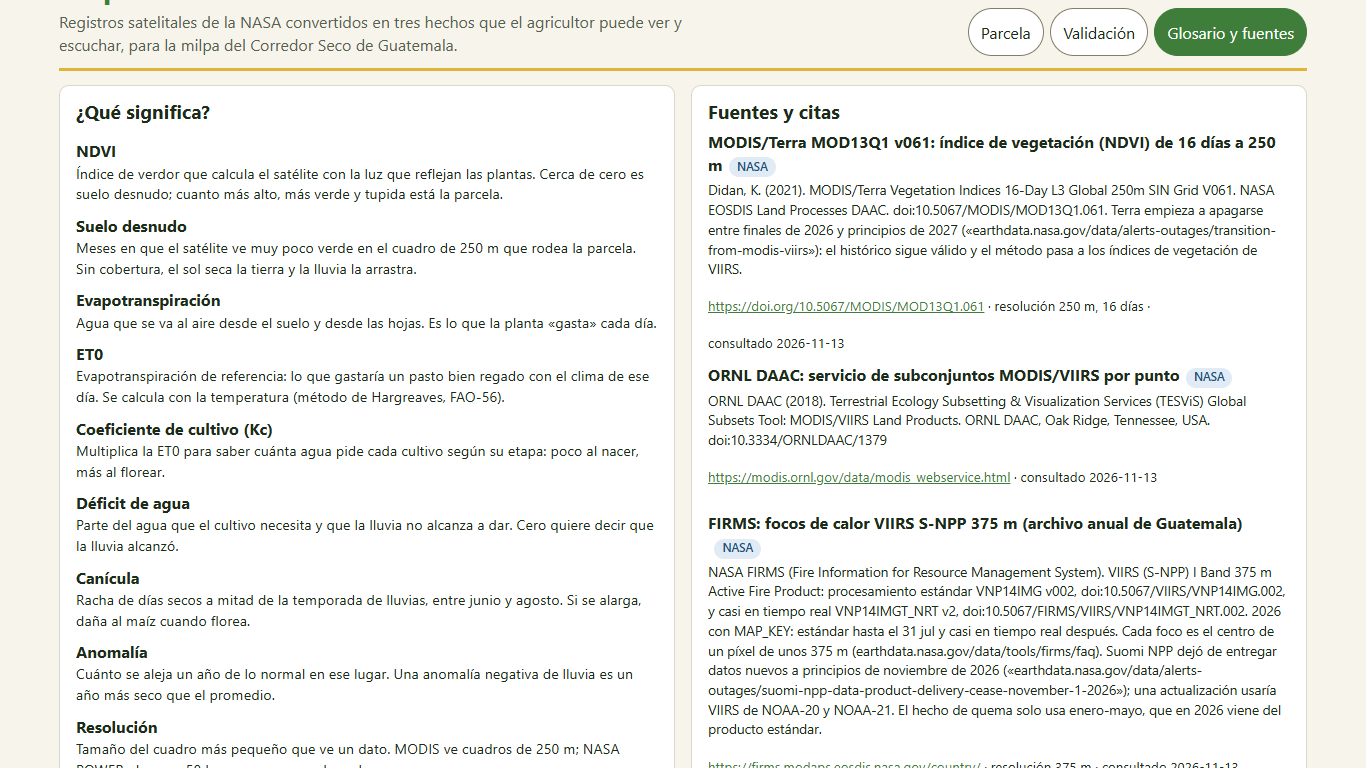 Registros satelitales de la NASA convertidos en tres hechos que el agricultor puede ver y
escuchar, para la milpa del Corredor Seco de Guatemala.
Parcela
Validación
Glosario y fuentes
¿Qué significa?
NDVI
Índice de verdor que calcula el satélite con la luz que reflejan las plantas. Cerca de cero es
suelo desnudo; cuanto más alto, más verde y tupida está la parcela.
Suelo desnudo
Meses en que el satélite ve muy poco verde en el cuadro de 250 m que rodea la parcela.
Sin cobertura, el sol seca la tierra y la lluvia la arrastra.
Evapotranspiración
Agua que se va al aire desde el suelo y desde las hojas. Es lo que la planta «gasta» cada día.
ET0
Evapotranspiración de referencia: lo que gastaría un pasto bien regado con el clima de ese
día. Se calcula con la temperatura (método de Hargreaves, FAO-56).
Coeficiente de cultivo (Kc)
Multiplica la ET0 para saber cuánta agua pide cada cultivo según su etapa: poco al nacer,
más al florear.
Déficit de agua
Parte del agua que el cultivo necesita y que la lluvia no alcanza a dar. Cero quiere decir que
la lluvia alcanzó.
Canícula
Racha de días secos a mitad de la temporada de lluvias, entre junio y agosto. Si se alarga,
daña al maíz cuando florea.
Anomalía
Cuánto se aleja un año de lo normal en ese lugar. Una anomalía negativa de lluvia es un
año más seco que el promedio.
Resolución
Tamaño del cuadro más pequeño que ve un dato. MODIS ve cuadros de 250 m; NASA
Fuentes y citas
MODIS/Terra MOD13Q1 v061: índice de vegetación (NDVI) de 16 días a 250
m NASA
Didan, K. (2021). MODIS/Terra Vegetation Indices 16-Day L3 Global 250m SIN Grid V061. NASA
EOSDIS Land Processes DAAC. doi:10.5067/MODIS/MOD13Q1.061. Terra empieza a apagarse
entre finales de 2026 y principios de 2027 («earthdata.nasa.gov/data/alerts-outages/transition-
from-modis-viirs»): el histórico sigue válido y el método pasa a los índices de vegetación de
VIIRS.
https://doi.org/10.5067/MODIS/MOD13Q1.061 · resolución 250 m, 16 días ·
consultado 2026-11-13
ORNL DAAC: servicio de subconjuntos MODIS/VIIRS por punto NASA
ORNL DAAC (2018). Terrestrial Ecology Subsetting & Visualization Services (TESViS) Global
Subsets Tool: MODIS/VIIRS Land Products. ORNL DAAC, Oak Ridge, Tennessee, USA.
doi:10.3334/ORNLDAAC/1379
https://modis.ornl.gov/data/modis_webservice.html · consultado 2026-11-13
FIRMS: focos de calor VIIRS S-NPP 375 m (archivo anual de Guatemala)
NASA
NASA FIRMS (Fire Information for Resource Management System). VIIRS (S-NPP) I Band 375 m
Active Fire Product: procesamiento estándar VNP14IMG v002, doi:10.5067/VIIRS/VNP14IMG.002,
y casi en tiempo real VNP14IMGT_NRT v2, doi:10.5067/FIRMS/VIIRS/VNP14IMGT_NRT.002. 2026
con MAP_KEY: estándar hasta el 31 jul y casi en tiempo real después. Cada foco es el centro de
un píxel de unos 375 m (earthdata.nasa.gov/data/tools/firms/faq). Suomi NPP dejó de entregar
datos nuevos a principios de noviembre de 2026 («earthdata.nasa.gov/data/alerts-
outages/suomi-npp-data-product-delivery-cease-november-1-2026»); una actualización usaría
VIIRS de NOAA-20 y NOAA-21. El hecho de quema solo usa enero-mayo, que en 2026 viene del
producto estándar.
https://firms.modaps.eosdis.nasa.gov/country/ · resolución 375 m · consultado 2026-11-13